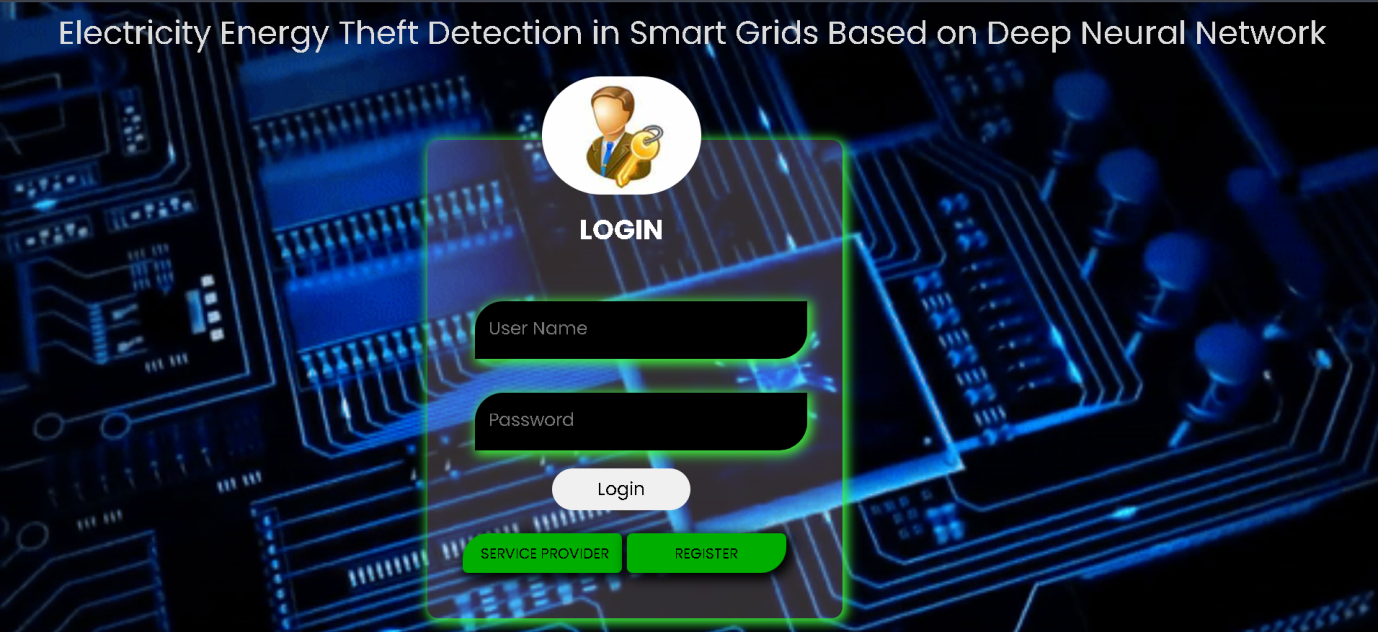 Electricity Energy Theft Detection in Smart Grids Based on Deep Neural Network
LOGIN
User Name
Password
Login
SERVICE PROVIDER
REGISTER